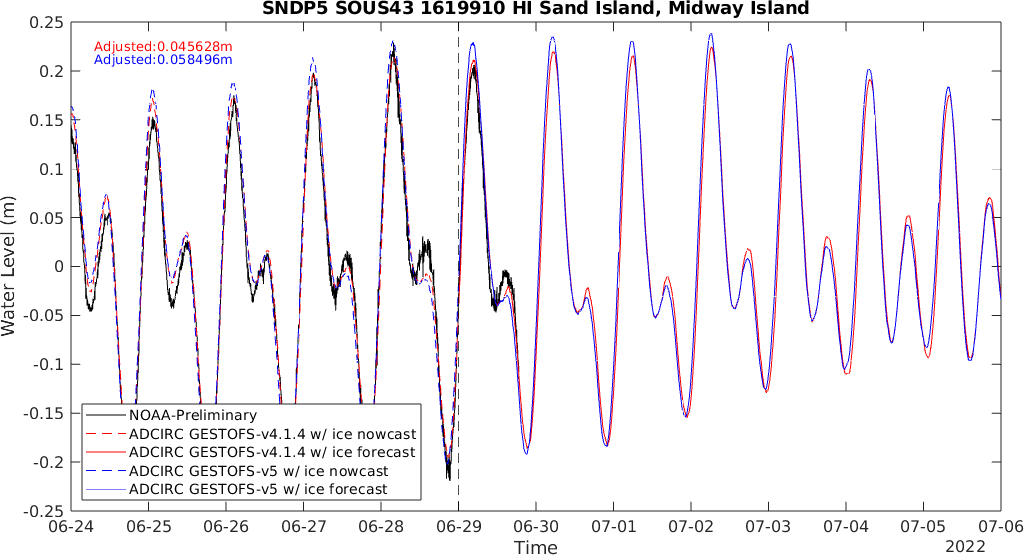 SNDP5 SOUS43 1619910 HI Sand Island, Midway Island
0.25
0.2
0.15
0.1
0.05
0
-0.05
-0.1
-0.15
-0.2
-0.25
Water Level (m)
Adjusted:0.045628m
Adjusted:0.058496m
NOAA-Preliminary
ADCIRC GESTOFS-v4.1.4 w/ ice nowcast
ADCIRC GESTOFS-v4.1.4 w/ ice forecast
ADCIRC GESTOFS-v5 w/ ice nowcast
ADCIRC GESTOFS-v5 w/ ice forecast
06-24 06-25 06-26 06-27 06-28 06-29 06-30 07-01 07-02 07-03 07-04 07-05 07-06
Time
2022